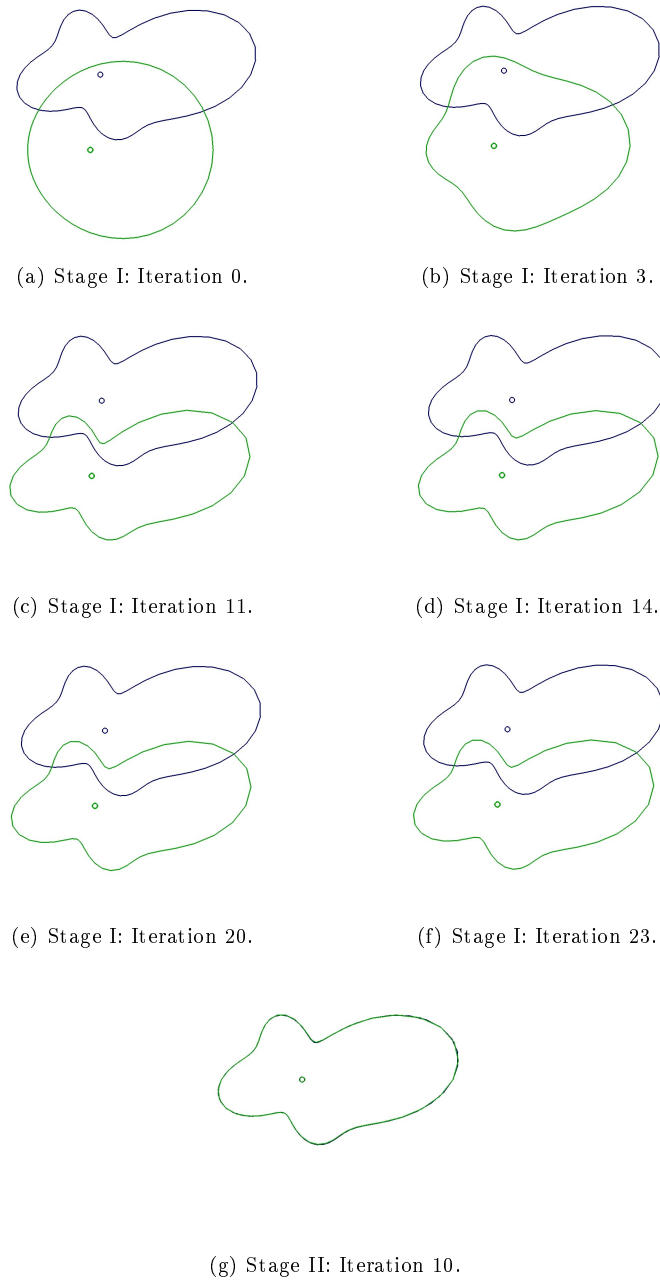 (a) Stage I: Iteration 0.
(b) Stage I: Iteration 3.
(c) Stage I: Iteration 11.
(d) Stage I: Iteration 14.
(e) Stage I: Iteration 20.
(f) Stage I: Iteration 23.
(g) Stage II: Iteration 10.